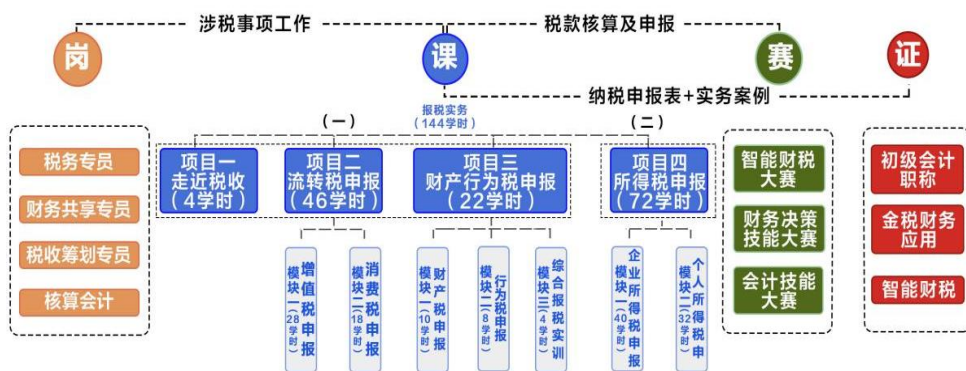 涉税事项工作
税款核算及申报
岗
课
赛
证
纳税申报表+实务案例
(一)
报税实务
(144学时)
(二)
税务专员
财务共享专员
税收筹划专员
核算会计
项目一
走近税收
(4学时)
项目二
流转税申报
(46学时)
项目三
财产行为税申报
(22学时)
项目四
所得税申报
(72学时)
模块一(28学时)
增值税申报
模块二(18学时)
消费税申报
模块一(10学时)
财产税申报
模块二(8学时)
行为税申报
模块三(4学时)
综合报税实训
模块一(40学时)
企业所得税申报
模块二(32学时)
个人所得税申
智能财税
大赛
财务决策
技能大赛
会计技能
大赛
初级会计
职称
金税财务
应用
智能财税